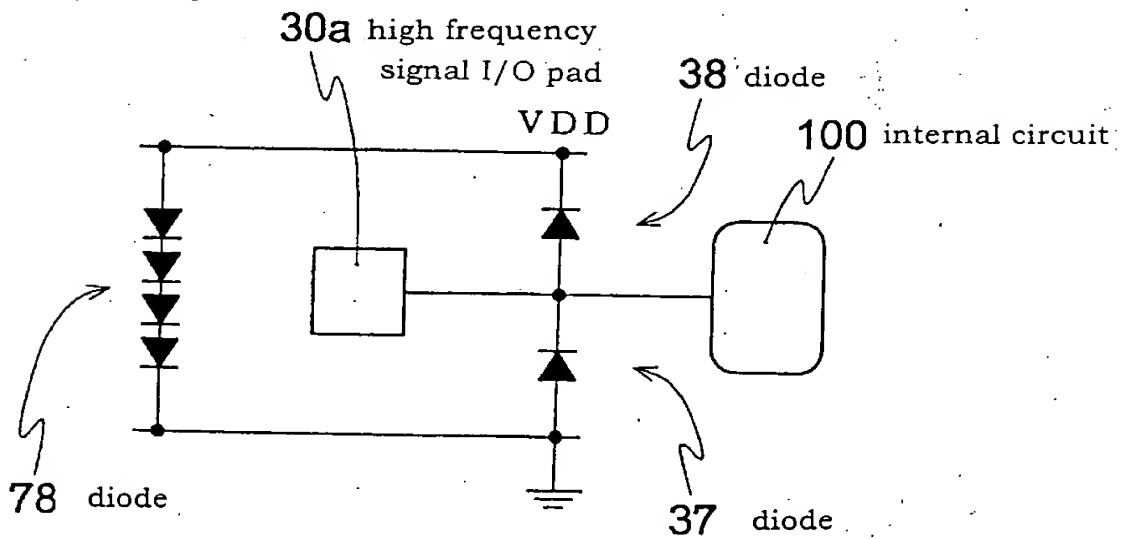 30a high frequency
signal I/O pad
38 diode
VDD
100 internal circuit
78 diode
37 diode